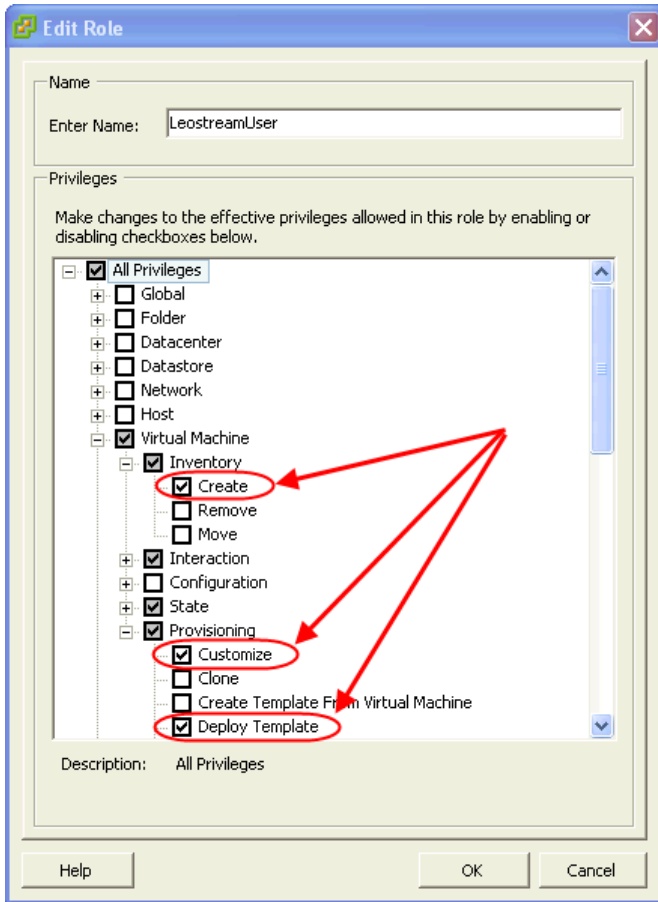 Edit Role
Name
Enter Name: LeostreamUser
Privileges
Make changes to the effective privileges allowed in this role by enabling or
disabling checkboxes below.
All Privileges
Global
Folder
Datacenter
Datastore
Network
Host
Virtual Machine
Inventory
Create
Remove
Move
Interaction
Configuration
State
Provisioning
Customize
Clone
Create Template From Virtual Machine
Deploy Template
Description: All Privileges
Help OK Cancel